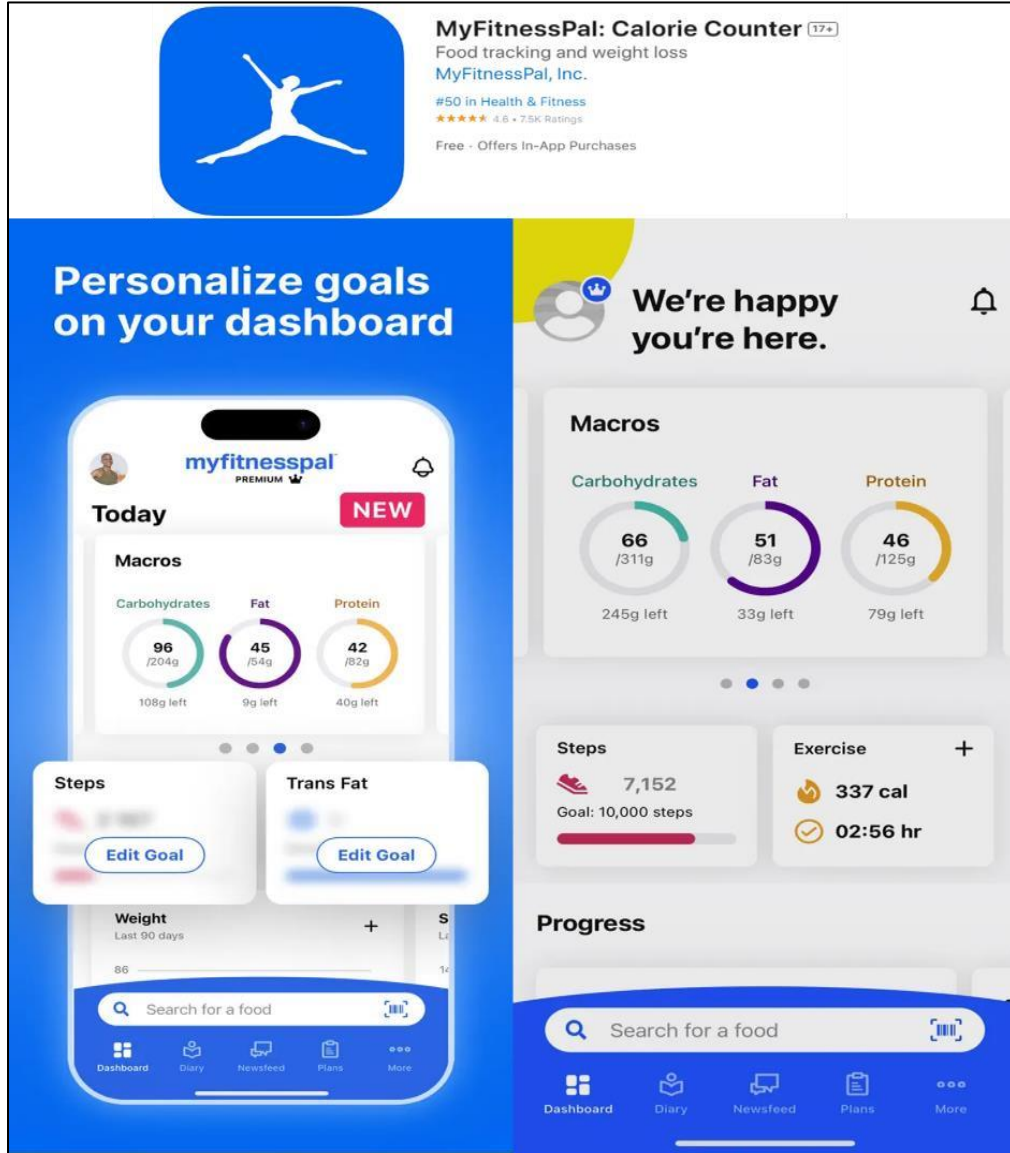 MyFitnessPal: Calorie Counter 17+
Food tracking and weight loss
MyFitnessPal, Inc.
#50 in Health & Fitness
★★★★★ 4.6 • 7.5K Ratings
Free · Offers In-App Purchases
Personalize goals
on your dashboard
myfitnesspal
PREMIUM
Today
NEW
Macros
Carbohydrates Fat Protein
96 45 42
/204g /54g /82g
108g left 9g left 40g left
Steps Trans Fat
Edit Goal Edit Goal
Weight
Last 90 days
86
Search for a food
Dashboard Diary Newsfeed Plans More
We're happy
you're here.
Macros
Carbohydrates Fat Protein
66 51 46
/311g /83g /125g
245g left 33g left 79g left
Steps
7,152
Goal: 10,000 steps
Exercise +
337 cal
02:56 hr
Progress
Search for a food
Dashboard Diary Newsfeed Plans More